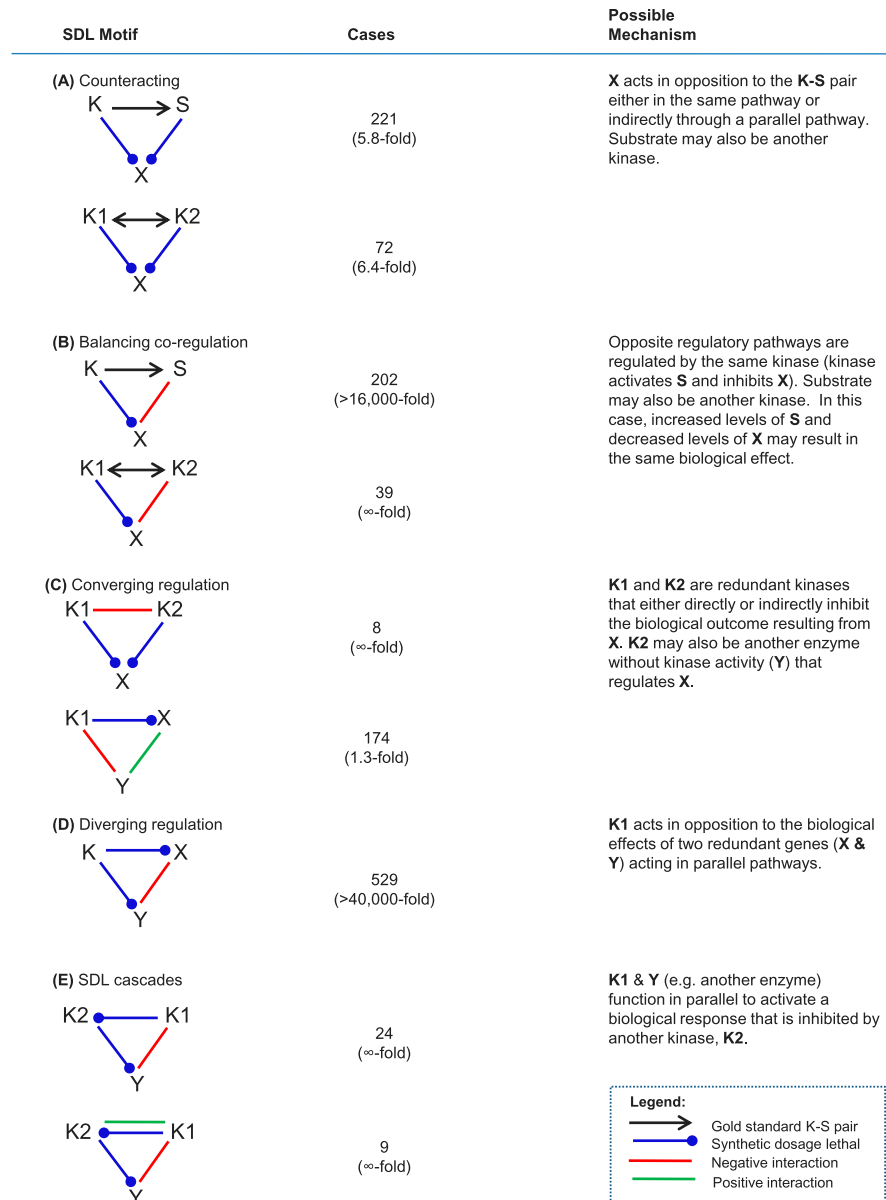 SDL Motif
Cases
Possible
Mechanism
(A) Counteracting
K
S
X
221
(5.8-fold)
X acts in opposition to the K-S pair
either in the same pathway or
indirectly through a parallel pathway.
Substrate may also be another
kinase.
K1
K2
X
72
(6.4-fold)
(B) Balancing co-regulation
K
S
X
202
(>16,000-fold)
Opposite regulatory pathways are
regulated by the same kinase (kinase
activates S and inhibits X). Substrate
may also be another kinase. In this
case, increased levels of S and
decreased levels of X may result in
the same biological effect.
K1
K2
X
39
(∞-fold)
(C) Converging regulation
K1
K2
X
8
(∞-fold)
K1 and K2 are redundant kinases
that either directly or indirectly inhibit
the biological outcome resulting from
X. K2 may also be another enzyme
without kinase activity (Y) that
regulates X.
K1
X
Y
174
(1.3-fold)
(D) Diverging regulation
K
X
Y
529
(>40,000-fold)
K1 acts in opposition to the biological
effects of two redundant genes (X &
Y) acting in parallel pathways.
(E) SDL cascades
K2
K1
Y
24
(∞-fold)
K1 & Y (e.g. another enzyme)
function in parallel to activate a
biological response that is inhibited by
another kinase, K2.
K2
K1
Y
9
(∞-fold)
Legend:
Gold standard K-S pair
Synthetic dosage lethal
Negative interaction
Positive interaction